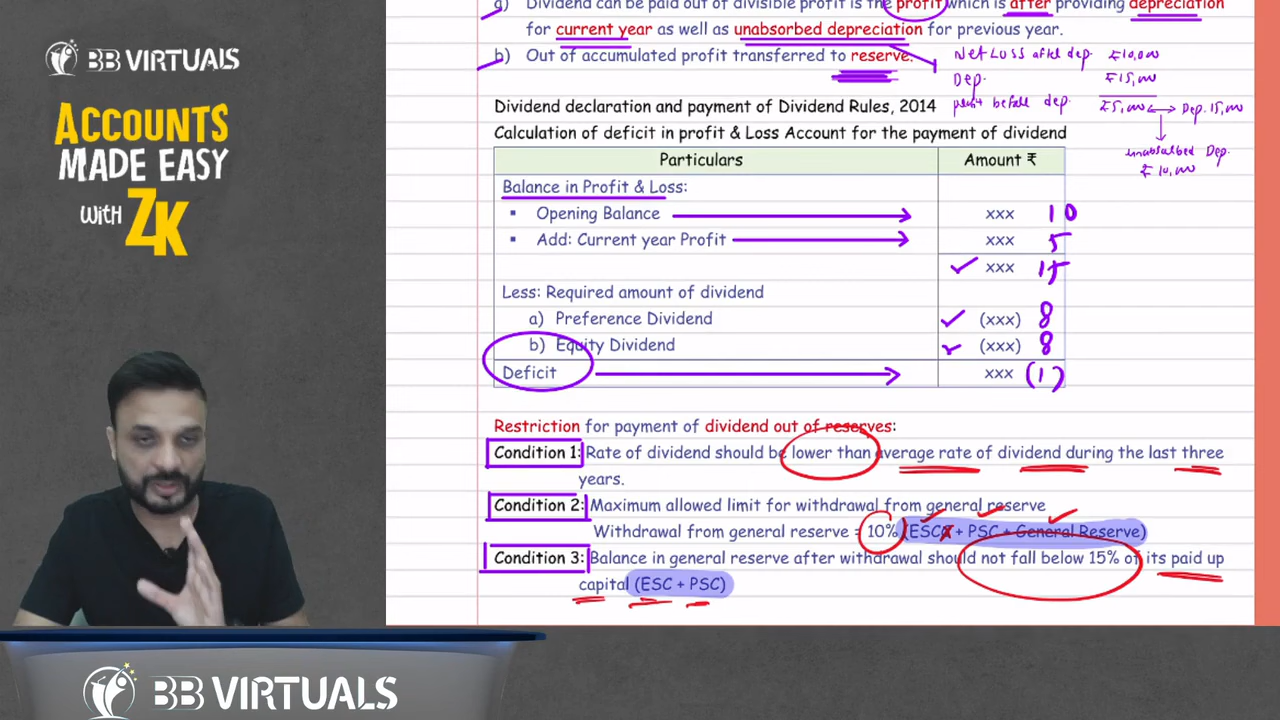 BB VIRTUALS
ACCOUNTS
MADE EASY
WITH ZK
a) Dividend can be paid out of divisible profit is the profit which is after providing depreciation
for current year as well as unabsorbed depreciation for previous year.
b) Out of accumulated profit transferred to reserve.
Net Loss after dep. ₹10,000
Dep. ₹15,000
profit before dep. ₹5,000 Dep. 15,000
unabsorbed Dep.
₹10,000
Dividend declaration and payment of Dividend Rules, 2014
Calculation of deficit in profit & Loss Account for the payment of dividend
Particulars Amount ₹
Balance in Profit & Loss:
▪ Opening Balance xxx 10
▪ Add: Current year Profit xxx 5
xxx 15
Less: Required amount of dividend
a) Preference Dividend (xxx) 8
b) Equity Dividend (xxx) 8
Deficit xxx (1)
Restriction for payment of dividend out of reserves:
Condition 1: Rate of dividend should be lower than average rate of dividend during the last three
years.
Condition 2: Maximum allowed limit for withdrawal from general reserve
Withdrawal from general reserve = 10% (ESC + PSC + General Reserve)
Condition 3: Balance in general reserve after withdrawal should not fall below 15% of its paid up
capital (ESC + PSC)
BB VIRTUALS